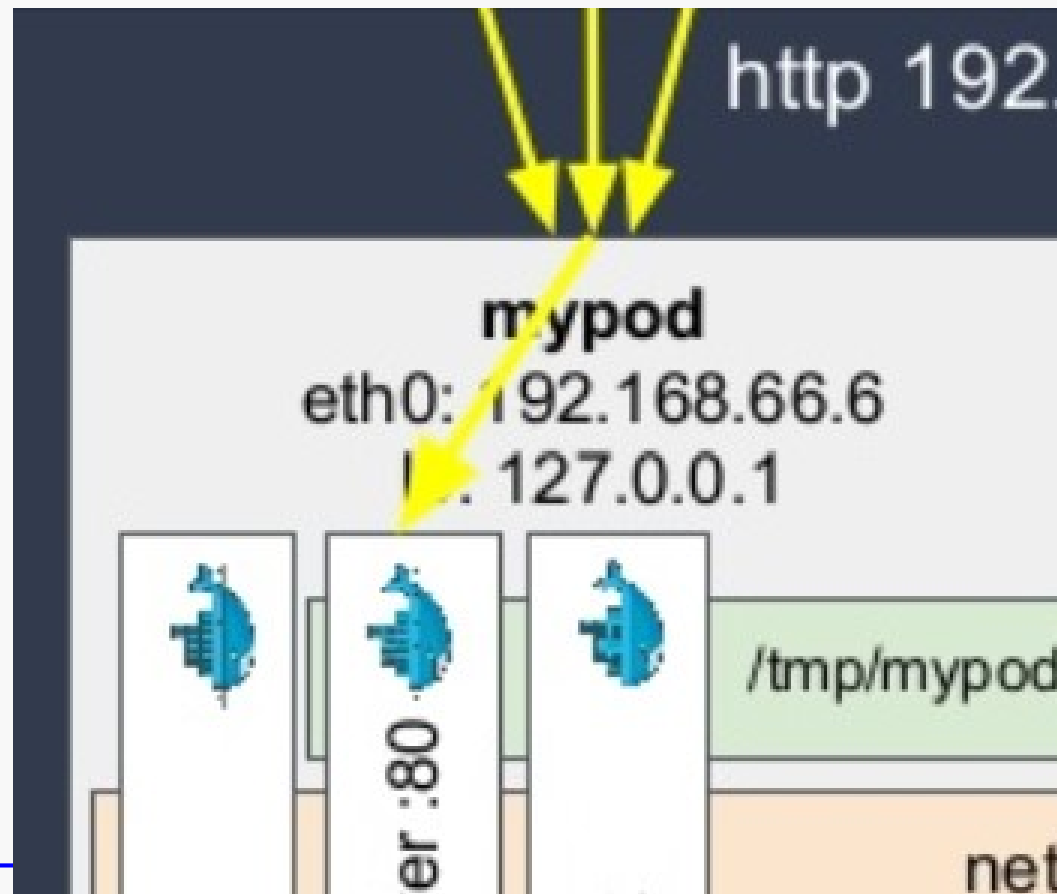 http 192.
mypod
eth0: 192.168.66.6
127.0.0.1
/tmp/mypod
er :80
net